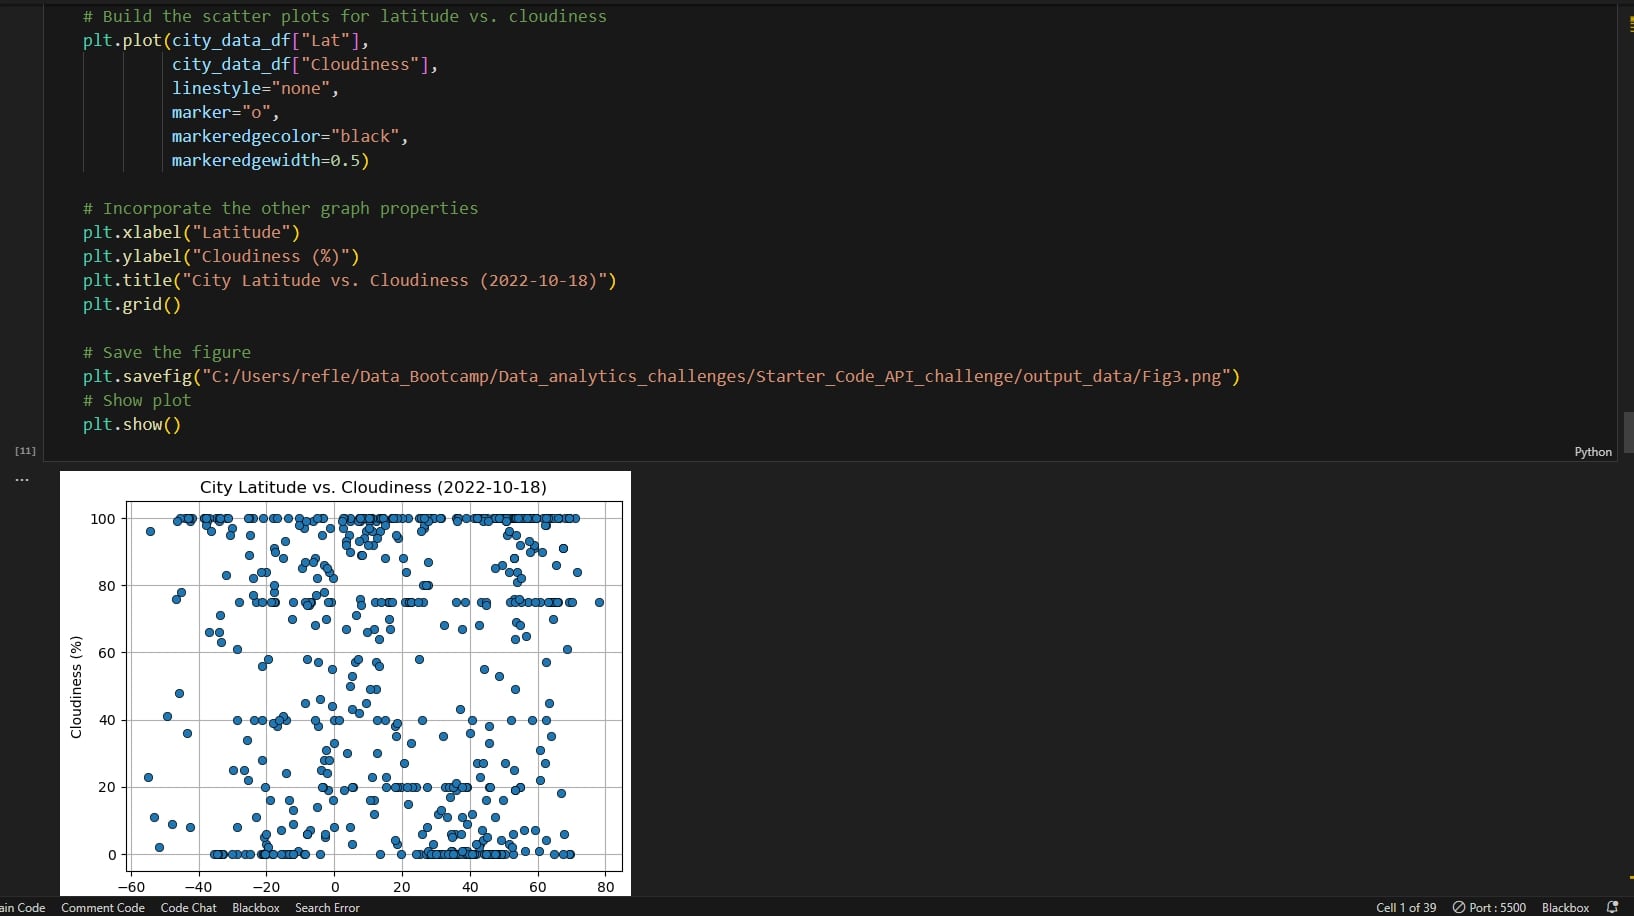 # Build the scatter plots for latitude vs. cloudiness
plt.plot(city_data_df["Lat"],
city_data_df["Cloudiness"],
linestyle="none",
marker="o",
markeredgecolor="black",
markeredgewidth=0.5)
# Incorporate the other graph properties
plt.xlabel("Latitude")
plt.ylabel("Cloudiness (%)")
plt.title("City Latitude vs. Cloudiness (2022-10-18)")
plt.grid()
# Save the figure
plt.savefig("C:/Users/refle/Data_Bootcamp/Data_analytics_challenges/Starter_Code_API_challenge/output_data/Fig3.png")
# Show plot
plt.show()
[11]
Python
...
City Latitude vs. Cloudiness (2022-10-18)
100
80
60
40
20
0
Cloudiness (%)
−60 −40 −20 0 20 40 60 80
ain Code Comment Code Code Chat Blackbox Search Error Cell 1 of 39 Port : 5500 Blackbox